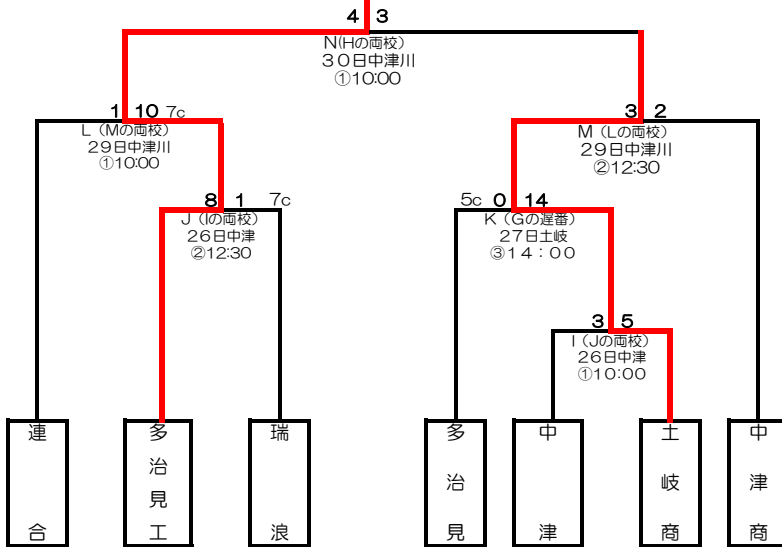 4 3
N(Hの両校)
30日中津川
①10:00
1 10 7c
L (Mの両校)
29日中津川
①10:00
3 2
M (Lの両校)
29日中津川
②12:30
8 1 7c
J (Iの両校)
26日中津
②12:30
5c 0 14
K (Gの遅番)
27日土岐
③14：00
3 5
I (Jの両校)
26日中津
①10:00
連合
多治見工
瑞浪
多治見
中津
土岐商
中津商